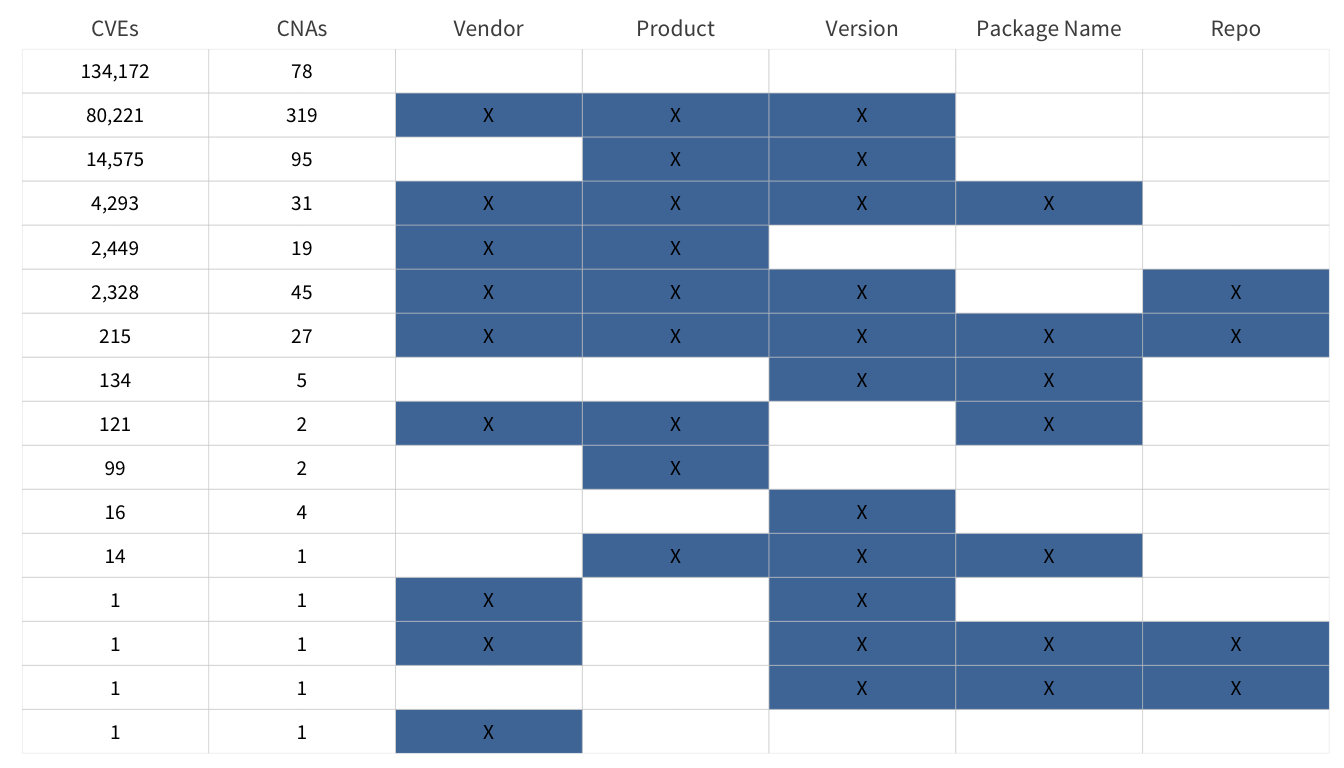 CVEs CNAs Vendor Product Version Package Name Repo
134,172 78
80,221 319 X X X
14,575 95 X X
4,293 31 X X X X
2,449 19 X X
2,328 45 X X X X
215 27 X X X X X
134 5 X X
121 2 X X X
99 2 X
16 4 X
14 1 X X X
1 1 X X
1 1 X X X X
1 1 X X X
1 1 X